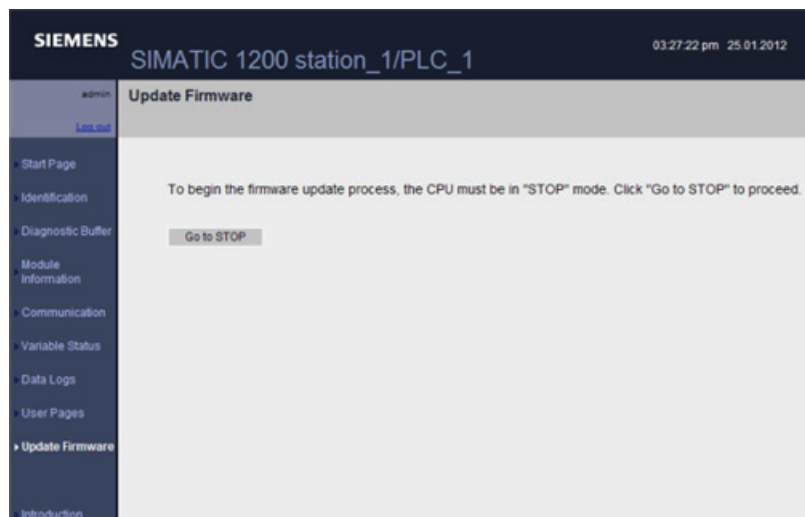 SIEMENS
SIMATIC 1200 station_1/PLC_1
03:27:22 pm 25.01.2012
admin
Log out
Update Firmware
Start Page
Identification
Diagnostic Buffer
Module
Information
Communication
Variable Status
Data Logs
User Pages
Update Firmware
Introduction
To begin the firmware update process, the CPU must be in "STOP" mode. Click "Go to STOP" to proceed.
Go to STOP